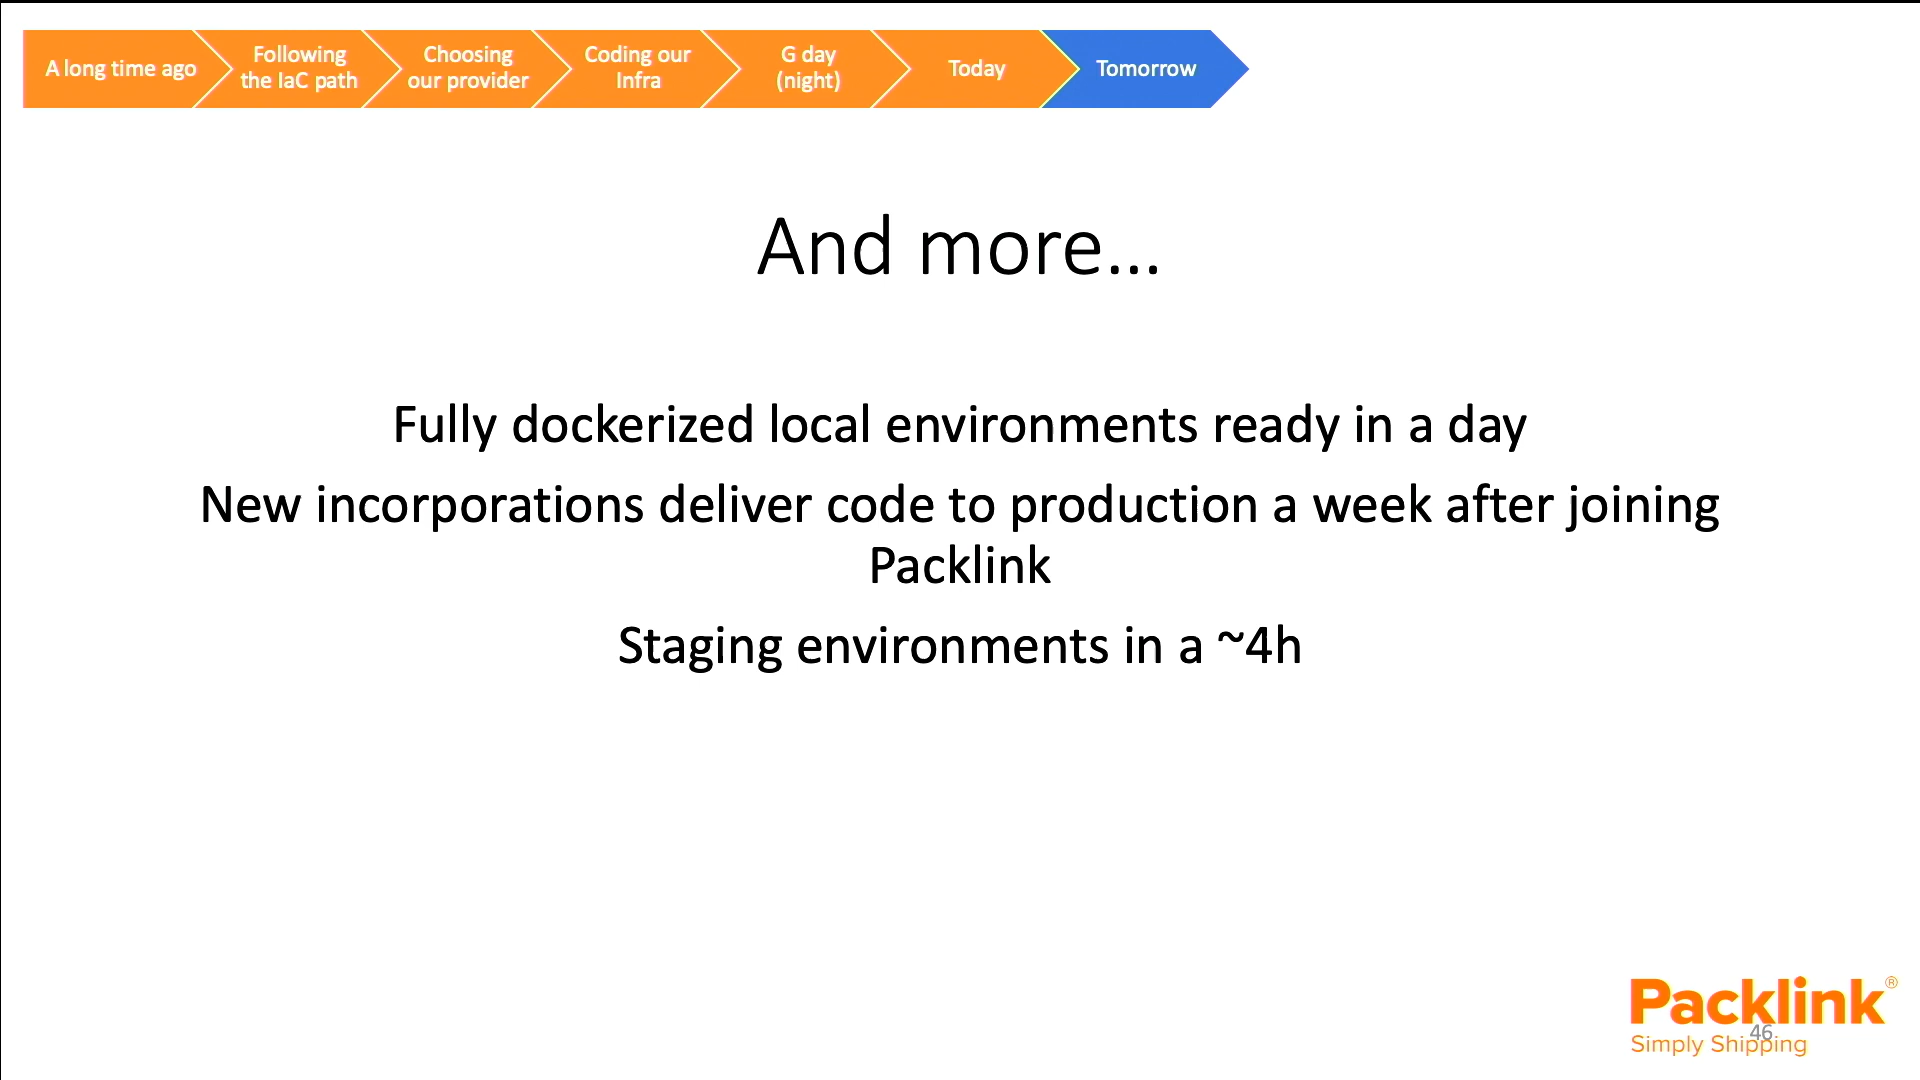 A long time ago
Following
the IaC path
Choosing
our provider
Coding our
Infra
G day
(night)
Today
Tomorrow
And more...
Fully dockerized local environments ready in a day
New incorporations deliver code to production a week after joining
Packlink
Staging environments in a ~4h
Packlink®
46
Simply Shipping